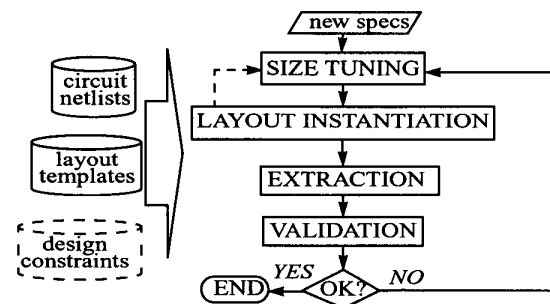 new specs
SIZE TUNING
circuit
netlists
LAYOUT INSTANTIATION
layout
templates
EXTRACTION
VALIDATION
design
constraints
YES
NO
END
OK?